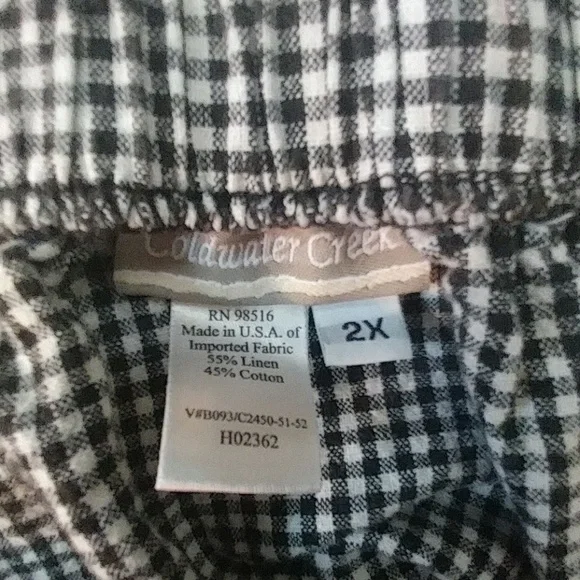 Coldwater Creek
RN 98516
Made in U.S.A. of
Imported Fabric
55% Linen
45% Cotton
V#B093/C2450-51-52
H02362
2X